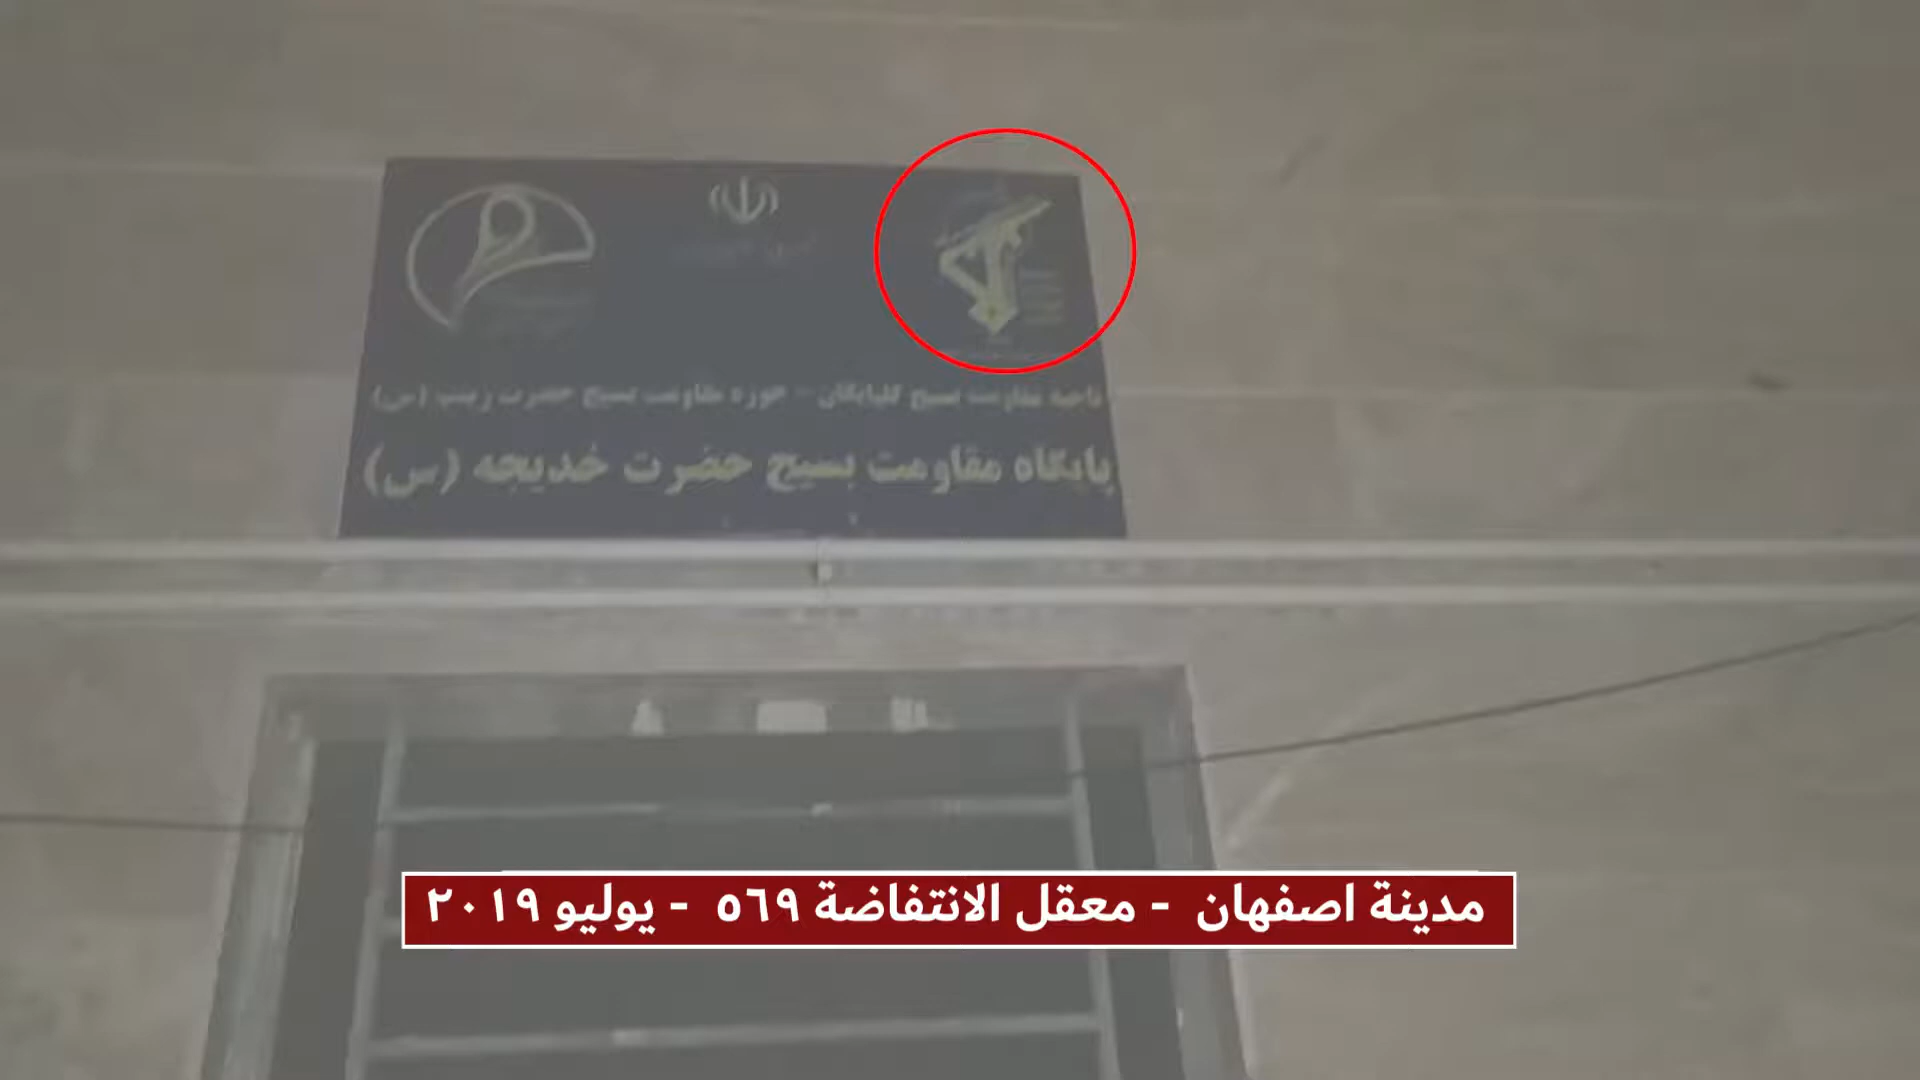 ناحیه مقاومت بسیج گلپایگان - حوزه مقاومت بسیج حضرت زینب (س)
پایگاه مقاومت بسیج حضرت خدیجه (س)
مدينة اصفهان - معقل الانتفاضة ٥٦٩ - يوليو ٢٠١٩